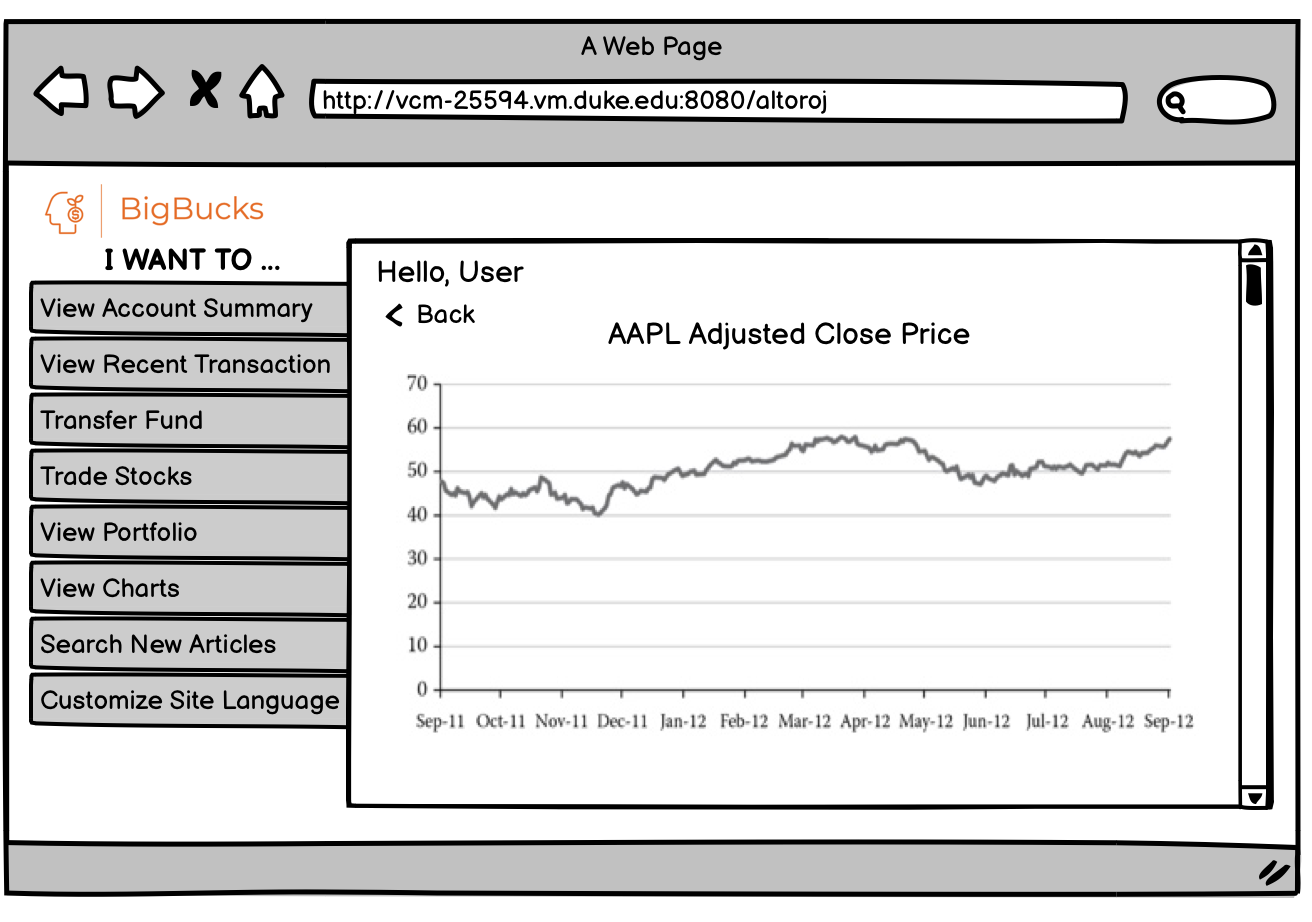 A Web Page
http://vcm-25594.vm.duke.edu:8080/altoroj
BigBucks
I WANT TO ...
View Account Summary
View Recent Transaction
Transfer Fund
Trade Stocks
View Portfolio
View Charts
Search New Articles
Customize Site Language
Hello, User
Back
AAPL Adjusted Close Price
70
60
50
40
30
20
10
0
Sep-11 Oct-11 Nov-11 Dec-11 Jan-12 Feb-12 Mar-12 Apr-12 May-12 Jun-12 Jul-12 Aug-12 Sep-12